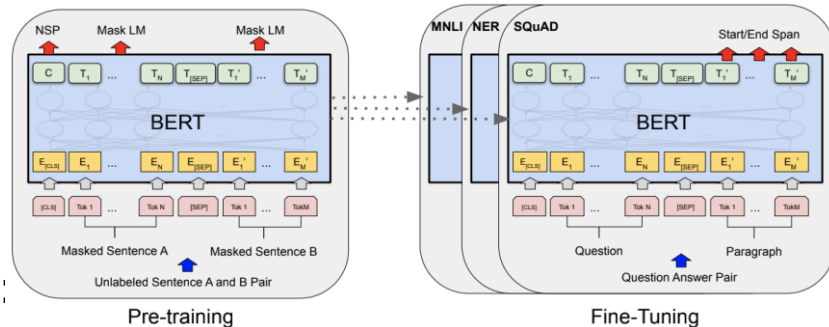 NSP Mask LM Mask LM
C T1 ... TN T[SEP] T1' ... TM'
BERT
E[CLS] E1 ... EN E[SEP] E1' ... EM'
[CLS] Tok 1 ... Tok N [SEP] Tok 1 ... TokM
Masked Sentence A Masked Sentence B
Unlabeled Sentence A and B Pair
Pre-training
MNLI NER SQuAD
Start/End Span
C T1 ... TN T[SEP] T1' ... TM'
BERT
E[CLS] E1 ... EN E[SEP] E1' ... EM'
[CLS] Tok 1 ... Tok N [SEP] Tok 1 ... TokM
Question Paragraph
Question Answer Pair
Fine-Tuning